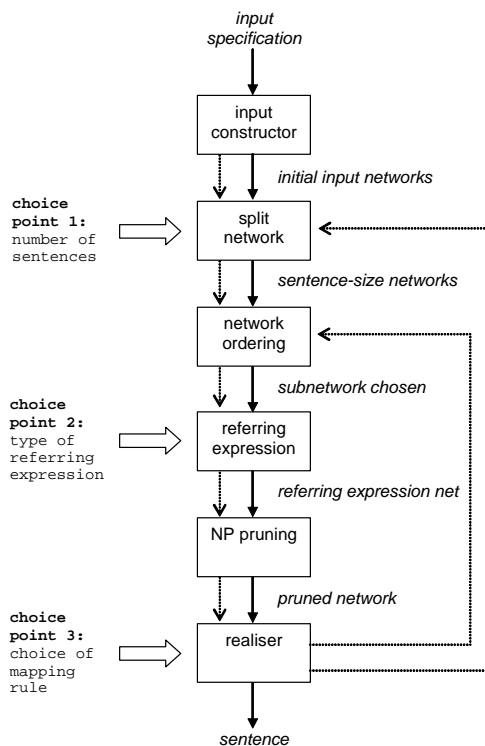 input
specification
input
constructor
initial input networks
choice
point 1:
number of
sentences
split
network
sentence-size networks
network
ordering
subnetwork chosen
choice
point 2:
type of
referring
expression
referring
expression
referring expression net
NP pruning
pruned network
choice
point 3:
choice of
mapping
rule
realiser
sentence